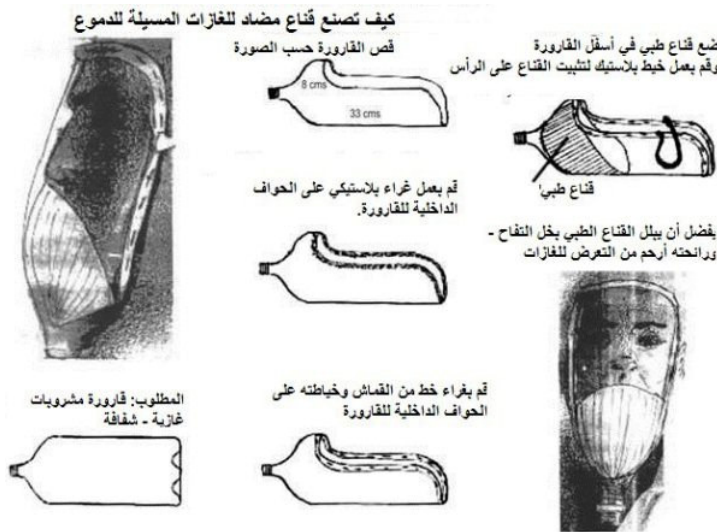 كيف تصنع قناع مضاد للغازات المسيلة للدموع
قص القارورة حسب الصورة
8 cms
33 cms
ضع قناع طبي في أسفل القارورة
وقم بعمل خيط بلاستيك لتثبيت القناع على الرأس
قناع طبي'
قم بعمل غراء بلاستيكي على الحواف
الداخلية للقارورة.
يفضل أن يبلل القناع الطبي بخل التفاح -
ورائحته أرحم من التعرض للغازات
المطلوب: قارورة مشروبات
غازية - شفافة
قم بغراء خط من القماش وخياطته على
الحواف الداخلية للقارورة